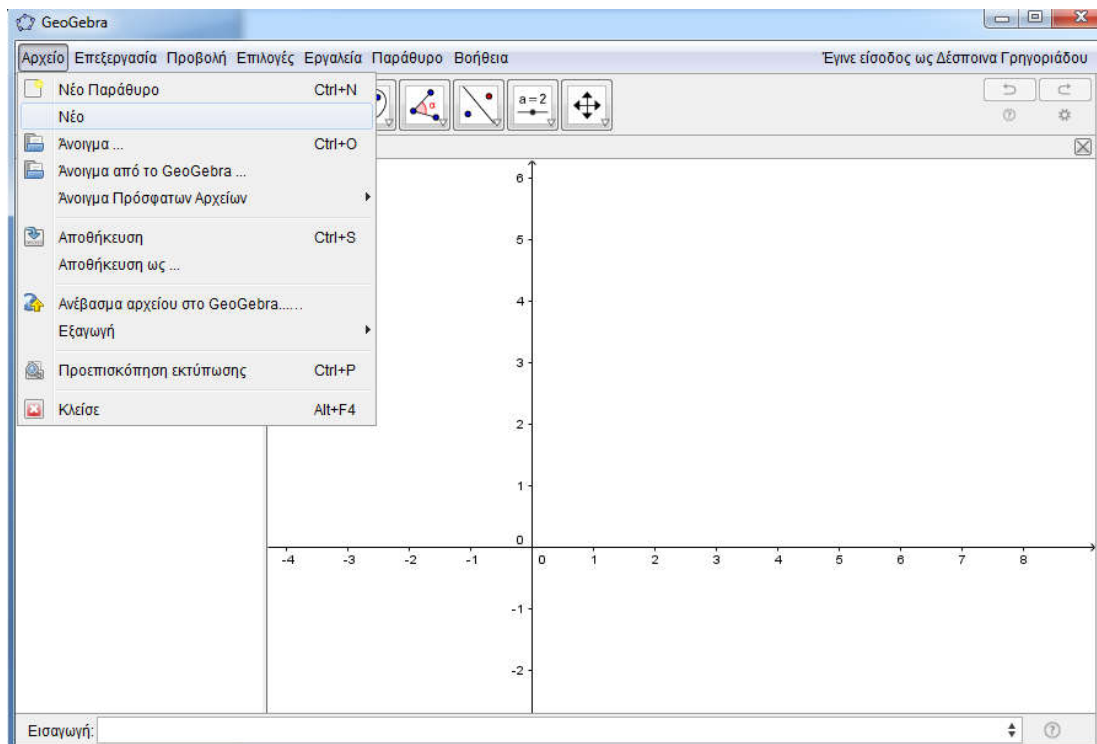 GeoGebra
Αρχείο Επεξεργασία Προβολή Επιλογές Εργαλεία Παράθυρο Βοήθεια Έγινε είσοδος ως Δέσποινα Γρηγοριάδου
Νέο Παράθυρο Ctrl+N
Νέο
Άνοιγμα ... Ctrl+O
Άνοιγμα από το GeoGebra ...
Άνοιγμα Πρόσφατων Αρχείων
Αποθήκευση Ctrl+S
Αποθήκευση ως ...
Ανέβασμα αρχείου στο GeoGebra......
Εξαγωγή
Προεπισκόπηση εκτύπωσης Ctrl+P
Κλείσε Alt+F4
α
a = 2
6
5
4
3
2
1
0
-4 -3 -2 -1 0 1 2 3 4 5 6 7 8
-1
-2
Εισαγωγή: